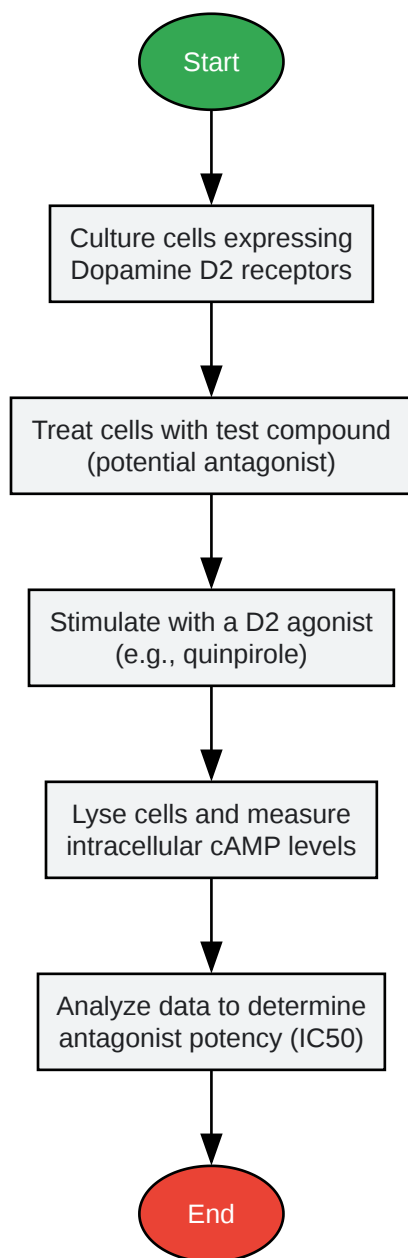 Start
Culture cells expressing
Dopamine D2 receptors
Treat cells with test compound
(potential antagonist)
Stimulate with a D2 agonist
(e.g., quinpirole)
Lyse cells and measure
intracellular cAMP levels
Analyze data to determine
antagonist potency (IC50)
End